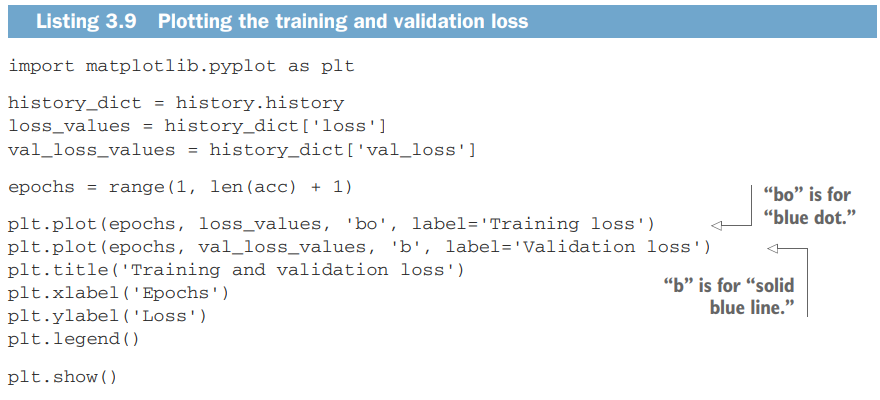 Listing 3.9 Plotting the training and validation loss
import matplotlib.pyplot as plt
history_dict = history.history
loss_values = history_dict['loss']
val_loss_values = history_dict['val_loss']
epochs = range(1, len(acc) + 1)
plt.plot(epochs, loss_values, 'bo', label='Training loss')
plt.plot(epochs, val_loss_values, 'b', label='Validation loss')
plt.title('Training and validation loss')
plt.xlabel('Epochs')
plt.ylabel('Loss')
plt.legend()
plt.show()
“bo” is for
“blue dot.”
“b” is for “solid
blue line.”